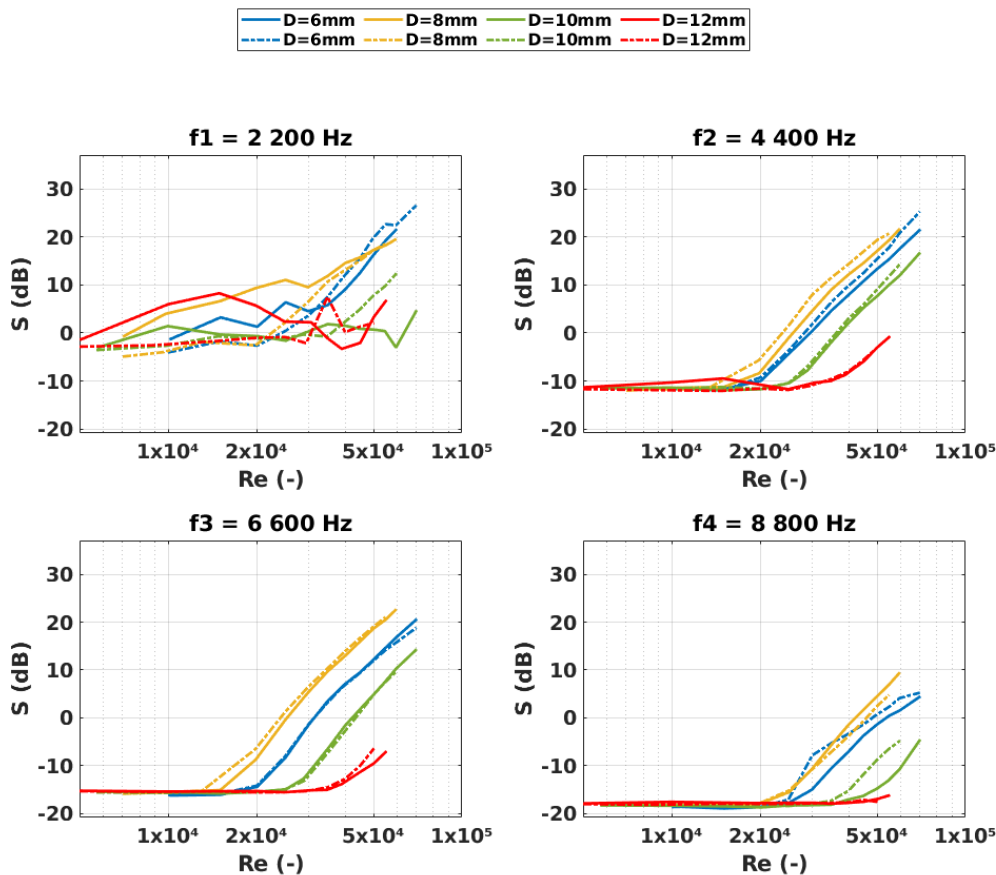 D=6mm D=8mm D=10mm D=12mm
D=6mm D=8mm D=10mm D=12mm
f1 = 2 200 Hz
30
20
10
0
-10
-20
S (dB)
1x10⁴ 2x10⁴ 5x10⁴ 1x10⁵
Re (-)
f2 = 4 400 Hz
30
20
10
0
-10
-20
S (dB)
1x10⁴ 2x10⁴ 5x10⁴ 1x10⁵
Re (-)
f3 = 6 600 Hz
30
20
10
0
-10
-20
S (dB)
1x10⁴ 2x10⁴ 5x10⁴ 1x10⁵
Re (-)
f4 = 8 800 Hz
30
20
10
0
-10
-20
S (dB)
1x10⁴ 2x10⁴ 5x10⁴ 1x10⁵
Re (-)